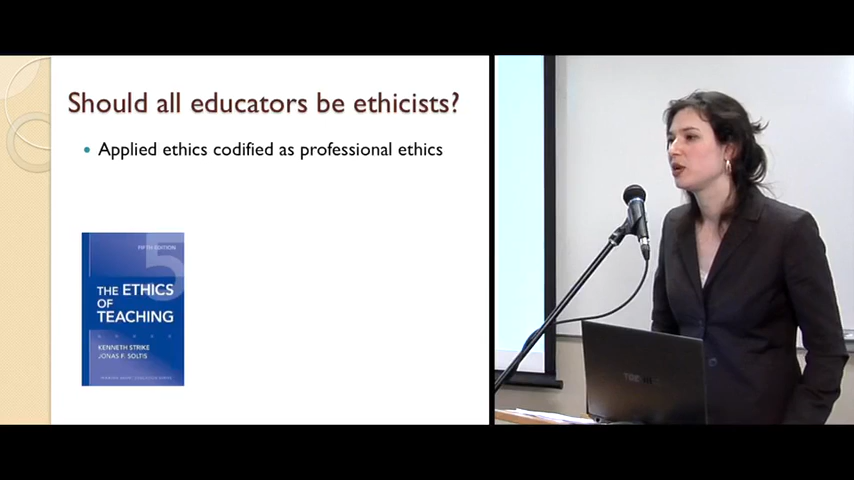 Should all educators be ethicists?
Applied ethics codified as professional ethics
FIFTH EDITION
5
THE ETHICS
OF
TEACHING
KENNETH STRIKE
JONAS F. SOLTIS